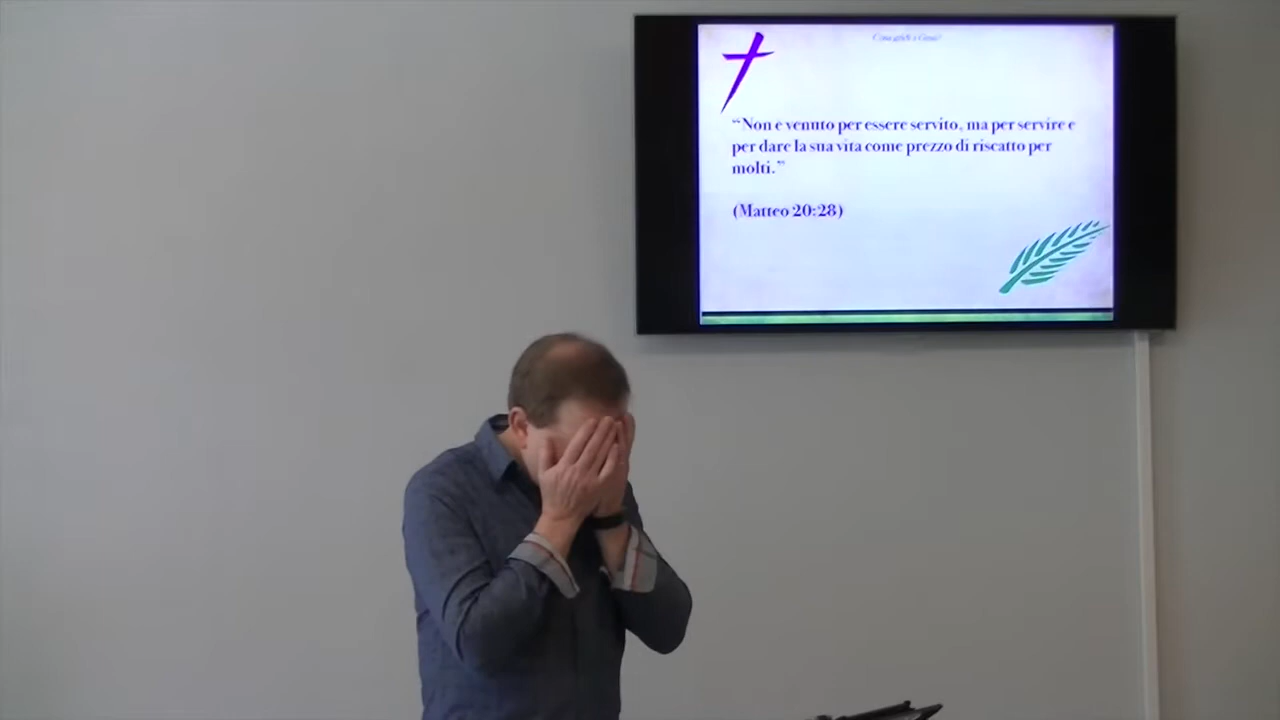 “Non e venuto per essere servito, ma per servire e
per dare la sua vita come prezzo di riscatto per
molti.”
(Matteo 20:28)